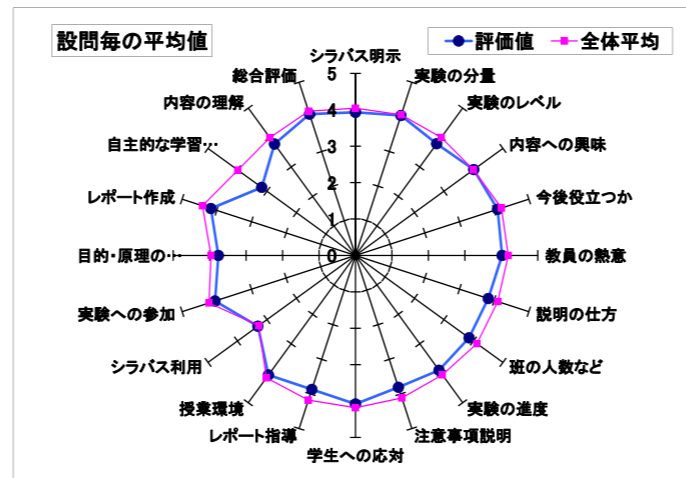 設問毎の平均値
評価値
全体平均
シラバス明示
実験の分量
実験のレベル
内容への興味
今後役立つか
教員の熱意
説明の仕方
班の人数など
実験の進度
注意事項説明
学生への応対
レポート指導
授業環境
シラバス利用
実験への参加
目的・原理の…
レポート作成
自主的な学習…
内容の理解
総合評価
5
4
3
2
1
0